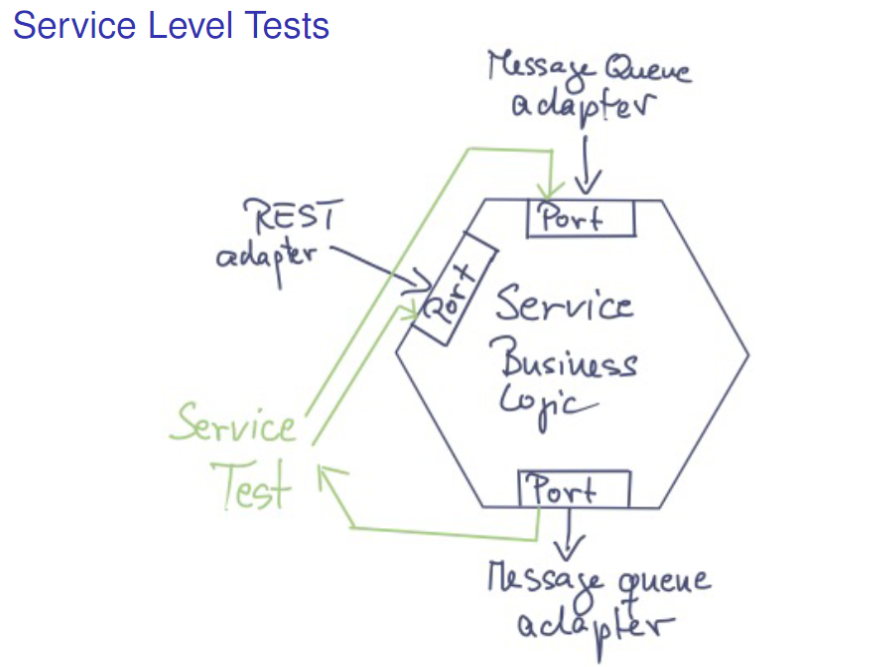 Service Level Tests
Message Queue
adapter
REST
adapter
Port
Port
Service
Business
Logic
Service
Test
Port
Message queue
adapter